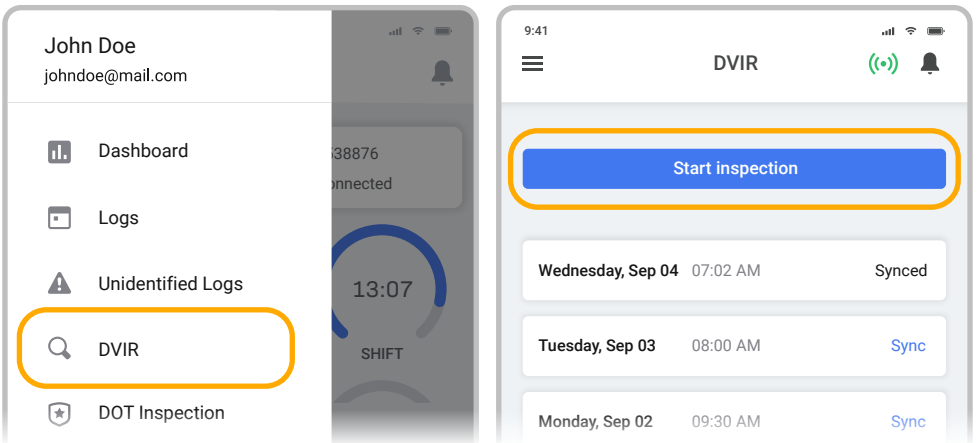 John Doe
johndoe@mail.com
Dashboard
Logs
Unidentified Logs
DVIR
DOT Inspection
38876
nnected
13:07
SHIFT
9:41
DVIR
Start inspection
Wednesday, Sep 04 07:02 AM Synced
Tuesday, Sep 03 08:00 AM Sync
Monday, Sep 02 09:30 AM Sync